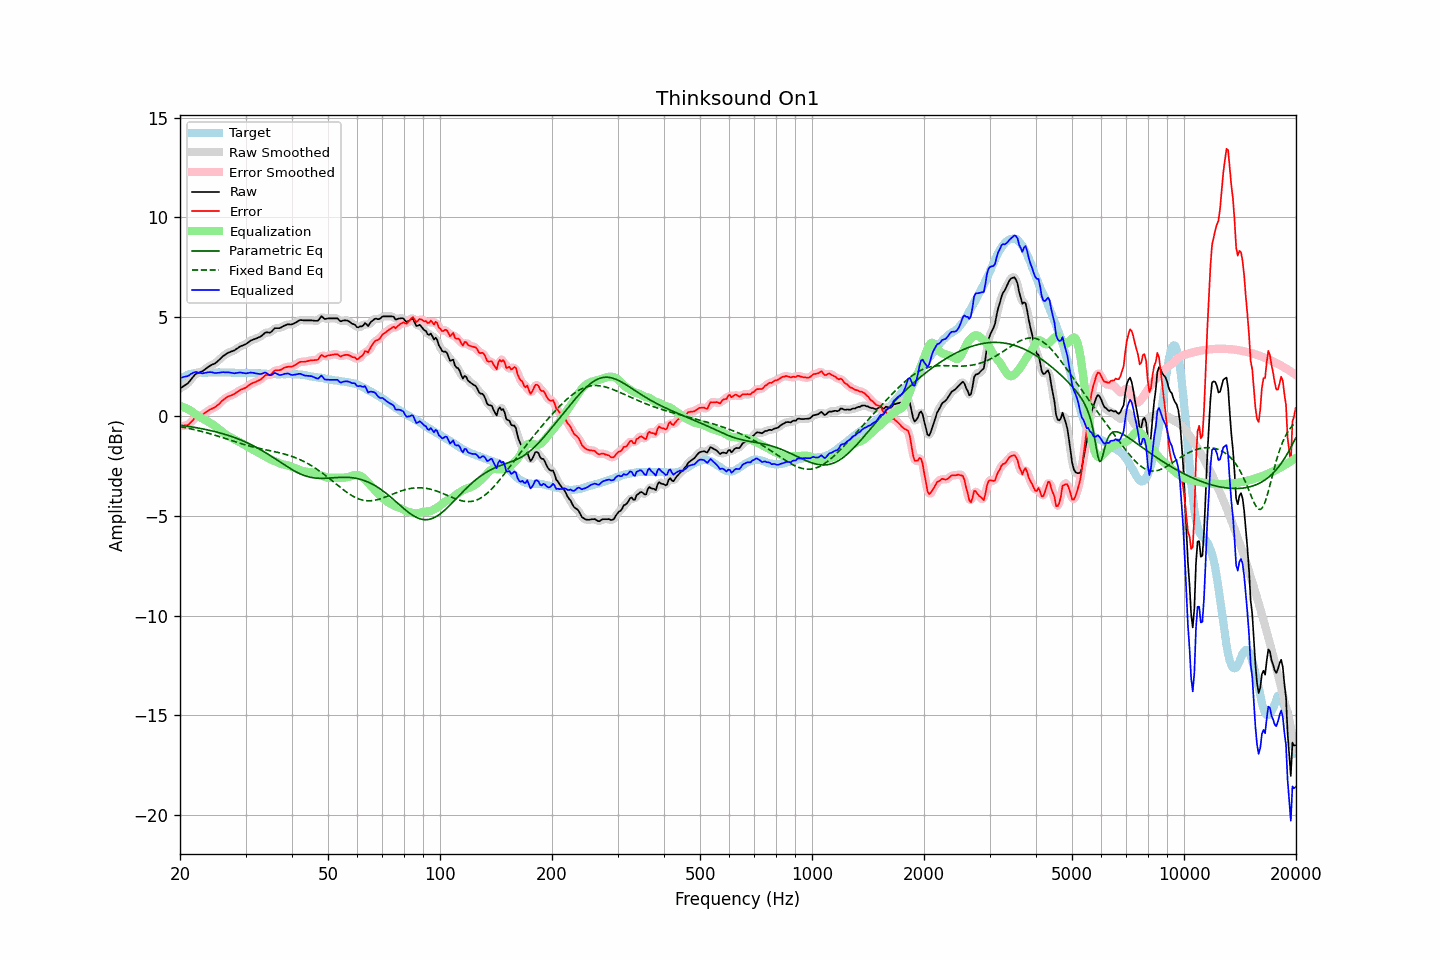 Thinksound On1
15
10
5
0
−5
−10
−15
−20
Amplitude (dBr)
Target
Raw Smoothed
Error Smoothed
Raw
Error
Equalization
Parametric Eq
Fixed Band Eq
Equalized
20 50 100 200 500 1000 2000 5000 10000 20000
Frequency (Hz)